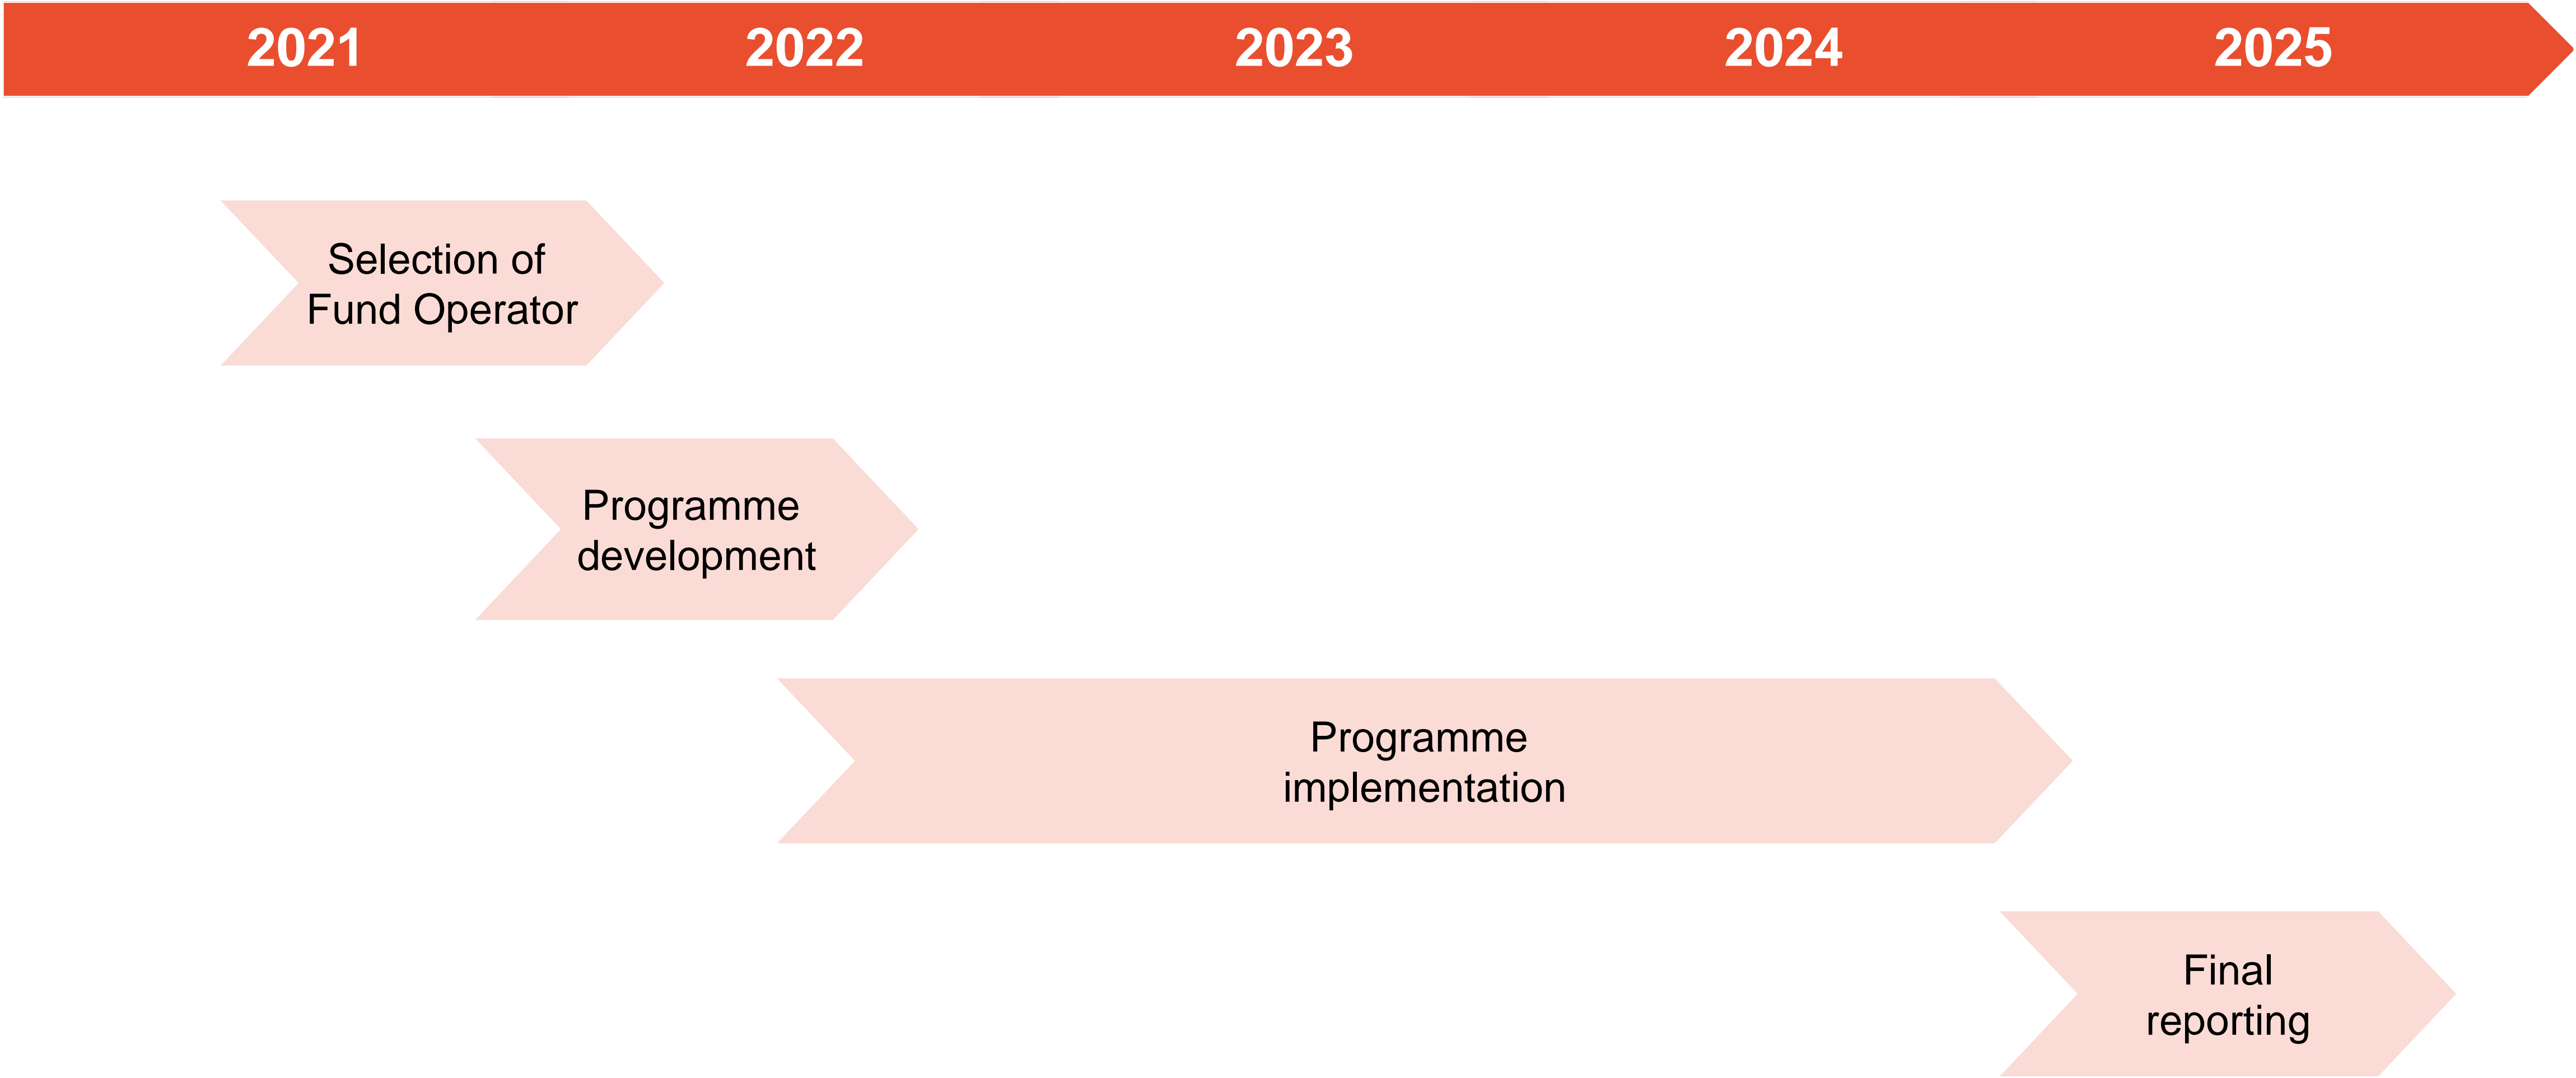 2021 2022 2023 2024 2025
Selection of
Fund Operator
Programme
development
Programme
implementation
Final
reporting